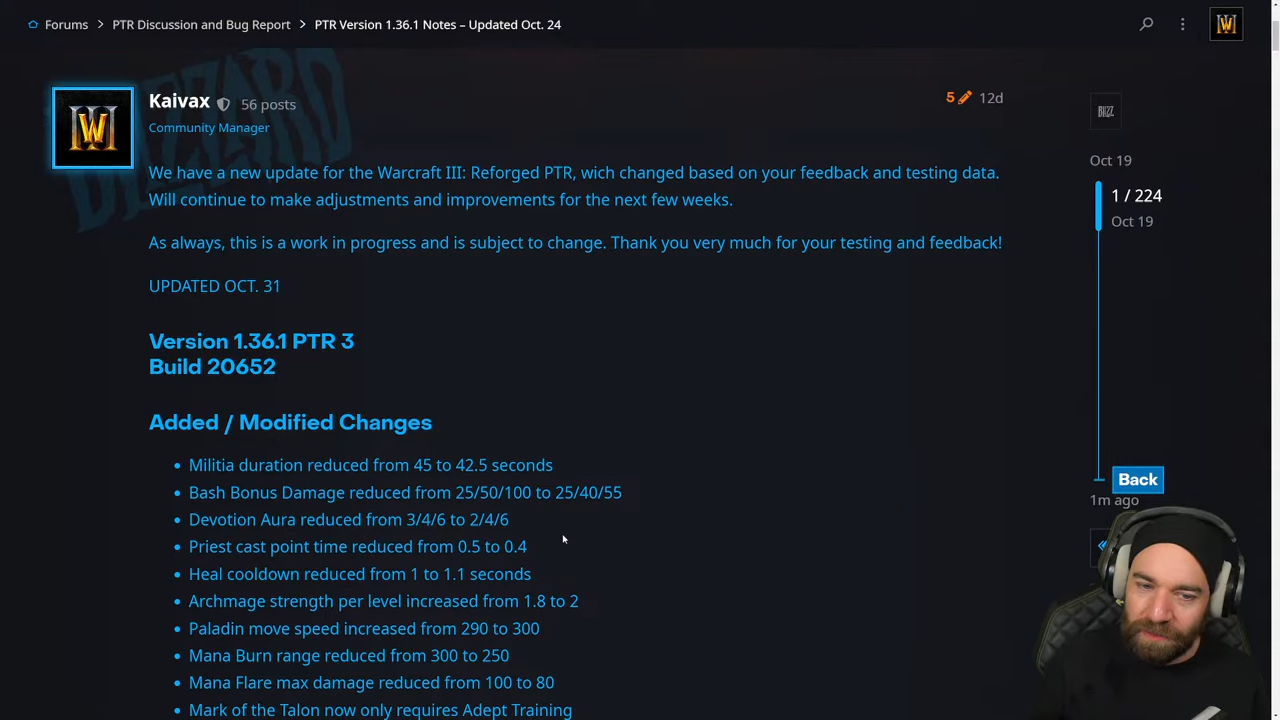 Forums > PTR Discussion and Bug Report > PTR Version 1.36.1 Notes – Updated Oct. 24
Kaivax 56 posts
5 12d
Community Manager
BLIZZ
Oct 19
1 / 224
Oct 19
We have a new update for the Warcraft III: Reforged PTR, wich changed based on your feedback and testing data.
Will continue to make adjustments and improvements for the next few weeks.
As always, this is a work in progress and is subject to change. Thank you very much for your testing and feedback!
UPDATED OCT. 31
Version 1.36.1 PTR 3
Build 20652
Added / Modified Changes
• Militia duration reduced from 45 to 42.5 seconds
• Bash Bonus Damage reduced from 25/50/100 to 25/40/55
• Devotion Aura reduced from 3/4/6 to 2/4/6
• Priest cast point time reduced from 0.5 to 0.4
• Heal cooldown reduced from 1 to 1.1 seconds
• Archmage strength per level increased from 1.8 to 2
• Paladin move speed increased from 290 to 300
• Mana Burn range reduced from 300 to 250
• Mana Flare max damage reduced from 100 to 80
• Mark of the Talon now only requires Adept Training
Back
1m ago